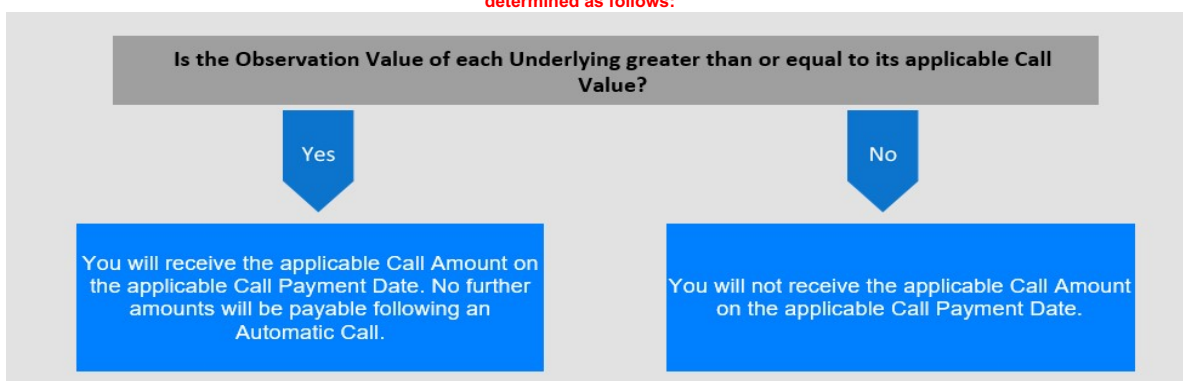 determined as follows:
Is the Observation Value of each Underlying greater than or equal to its applicable Call
Value?
Yes
No
You will receive the applicable Call Amount on
the applicable Call Payment Date. No further
amounts will be payable following an
Automatic Call.
You will not receive the applicable Call Amount
on the applicable Call Payment Date.